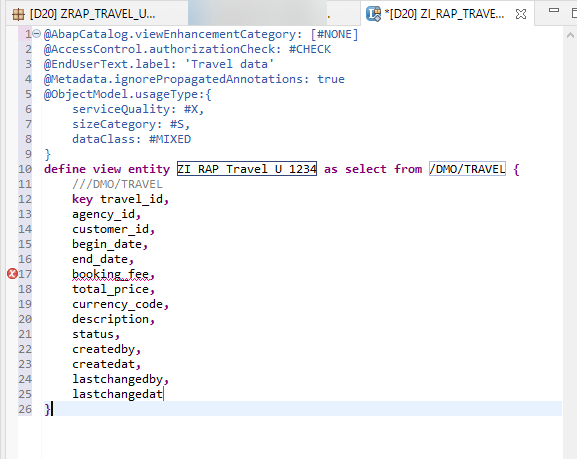 [D20] ZRAP_TRAVEL_U...
*[D20] ZI_RAP_TRAVE...
1 @AbapCatalog.viewEnhancementCategory: [#NONE]
2 @AccessControl.authorizationCheck: #CHECK
3 @EndUserText.label: 'Travel data'
4 @Metadata.ignorePropagatedAnnotations: true
5 @ObjectModel.usageType:{
6 serviceQuality: #X,
7 sizeCategory: #S,
8 dataClass: #MIXED
9 }
10 define view entity ZI_RAP_Travel_U_1234 as select from /DMO/TRAVEL {
11 ///DMO/TRAVEL
12 key travel_id,
13 agency_id,
14 customer_id,
15 begin_date,
16 end_date,
17 booking_fee,
18 total_price,
19 currency_code,
20 description,
21 status,
22 createdby,
23 createdat,
24 lastchangedby,
25 lastchangedat
26 }